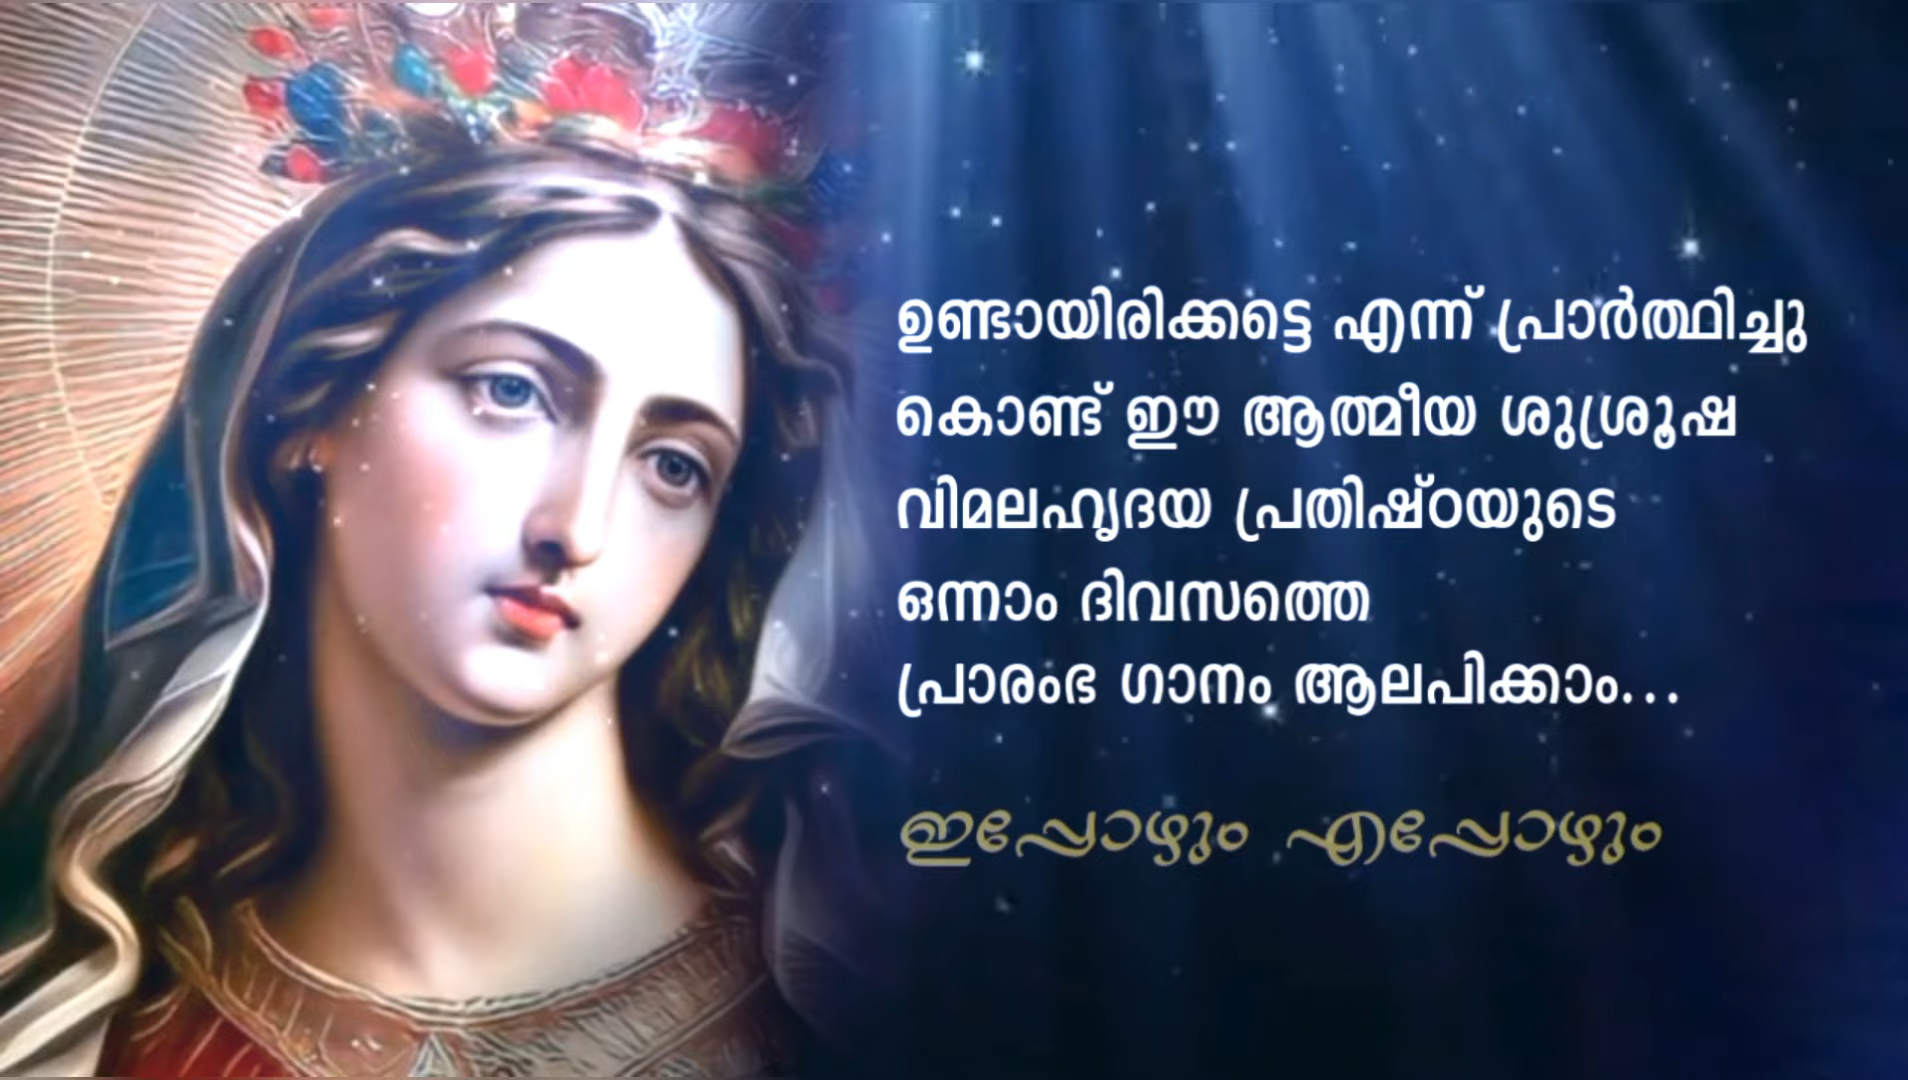 ഉണ്ടായിരിക്കട്ടെ എന്ന് പ്രാർത്ഥിച്ചു
കൊണ്ട് ഈ ആത്മീയ ശുശ്രൂഷ
വിമലഹൃദയ പ്രതിഷ്ഠയുടെ
ഒന്നാം ദിവസത്തെ
പ്രാരംഭ ഗാനം ആലപിക്കാം...
ഇപ്പോഴും എപ്പോഴും